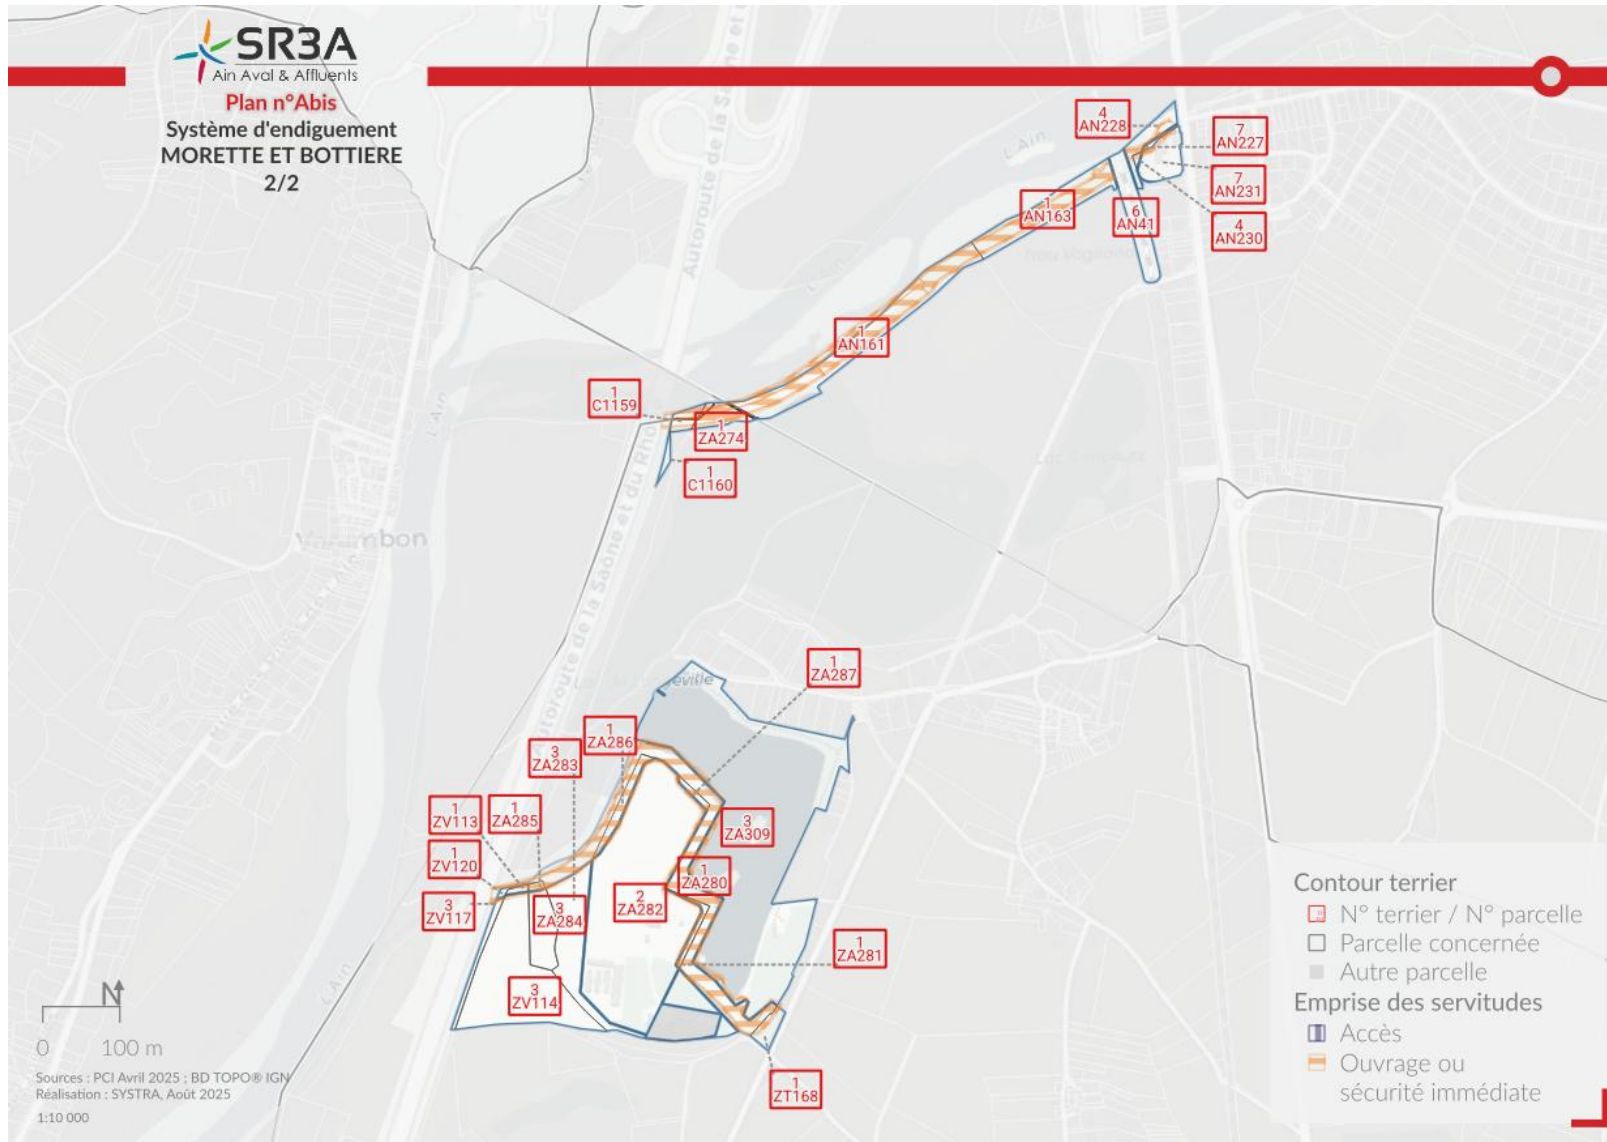 SR3A
Ain Aval & Affluents
Plan n°Abis
Système d'endiguement
MORETTE ET BOTTIERE
2/2
4
AN228
7
AN227
7
AN231
4
AN230
6
AN41
1
AN163
1
AN161
1
C1159
1
ZA274
1
C1160
L'Ain
L'Ain
L'Ain
L'Ain
Autoroute de la Saône et
Autoroute de la Saône et du Rhô
1
ZA287
1
ZA286
3
ZA283
1
ZV113
1
ZA285
1
ZV120
3
ZV117
3
ZA284
2
ZA282
3
ZA309
1
ZA280
1
ZA281
3
ZV114
1
ZT168
N
0 100 m
Sources : PCI Avril 2025 ; BD TOPO® IGN
Réalisation : SYSTRA, Août 2025
1:10 000
Contour terrier
N° terrier / N° parcelle
Parcelle concernée
Autre parcelle
Emprise des servitudes
Accès
Ouvrage ou
sécurité immédiate